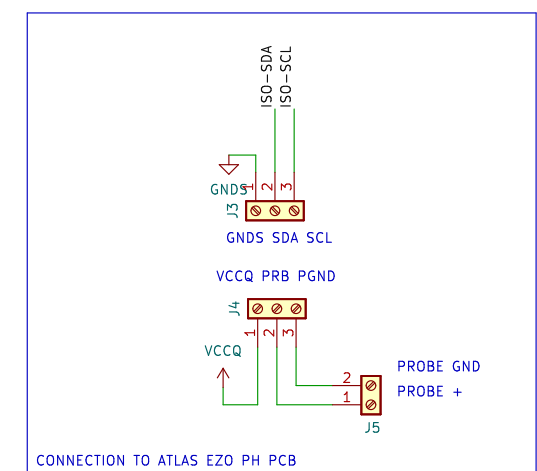 ISO-SDA
ISO-SCL
GNDS
1 2 3
J3
GNDS SDA SCL
VCCQ PRB PGND
J4
1 2 3
VCCQ
2 PROBE GND
1 PROBE +
J5
CONNECTION TO ATLAS EZO PH PCB